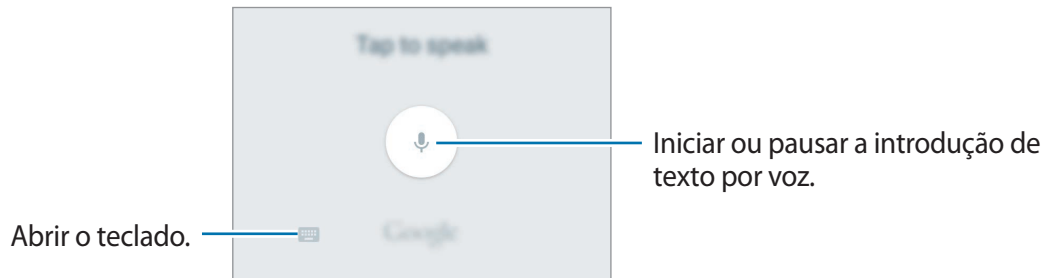 Tap to speak
Iniciar ou pausar a introdução de
texto por voz.
Abrir o teclado.
Google